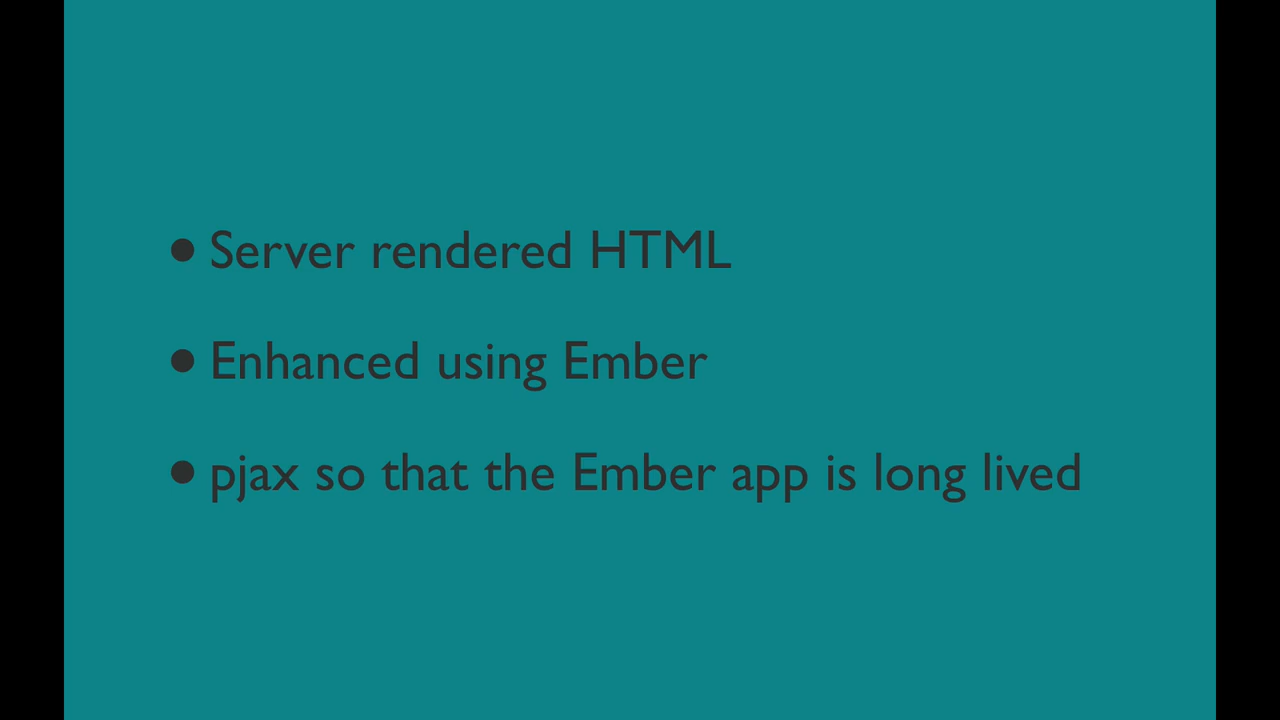 • Server rendered HTML
• Enhanced using Ember
• pjax so that the Ember app is long lived